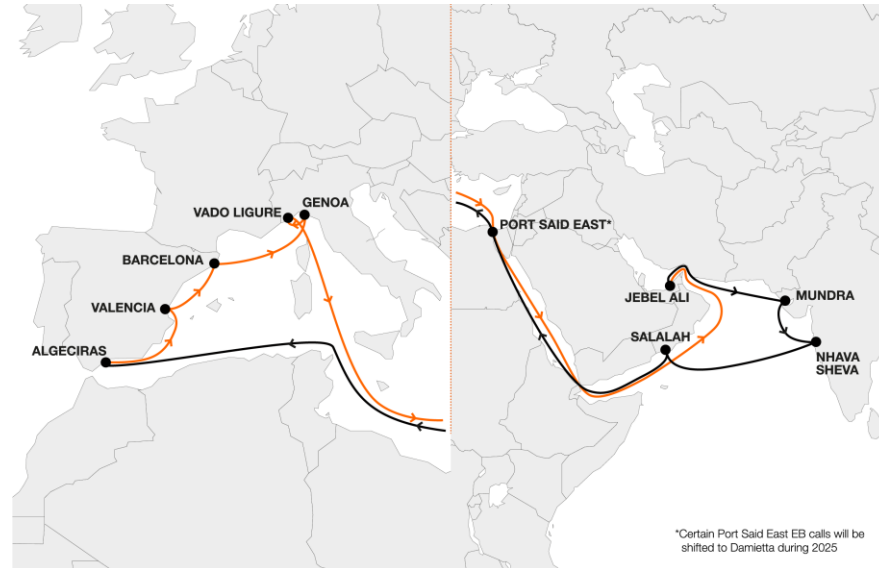 VADO LIGURE
GENOA
BARCELONA
VALENCIA
ALGECIRAS
PORT SAID EAST*
JEBEL ALI
MUNDRA
SALALAH
NHAVA
SHEVA
*Certain Port Said East EB calls will be
shifted to Damietta during 2025